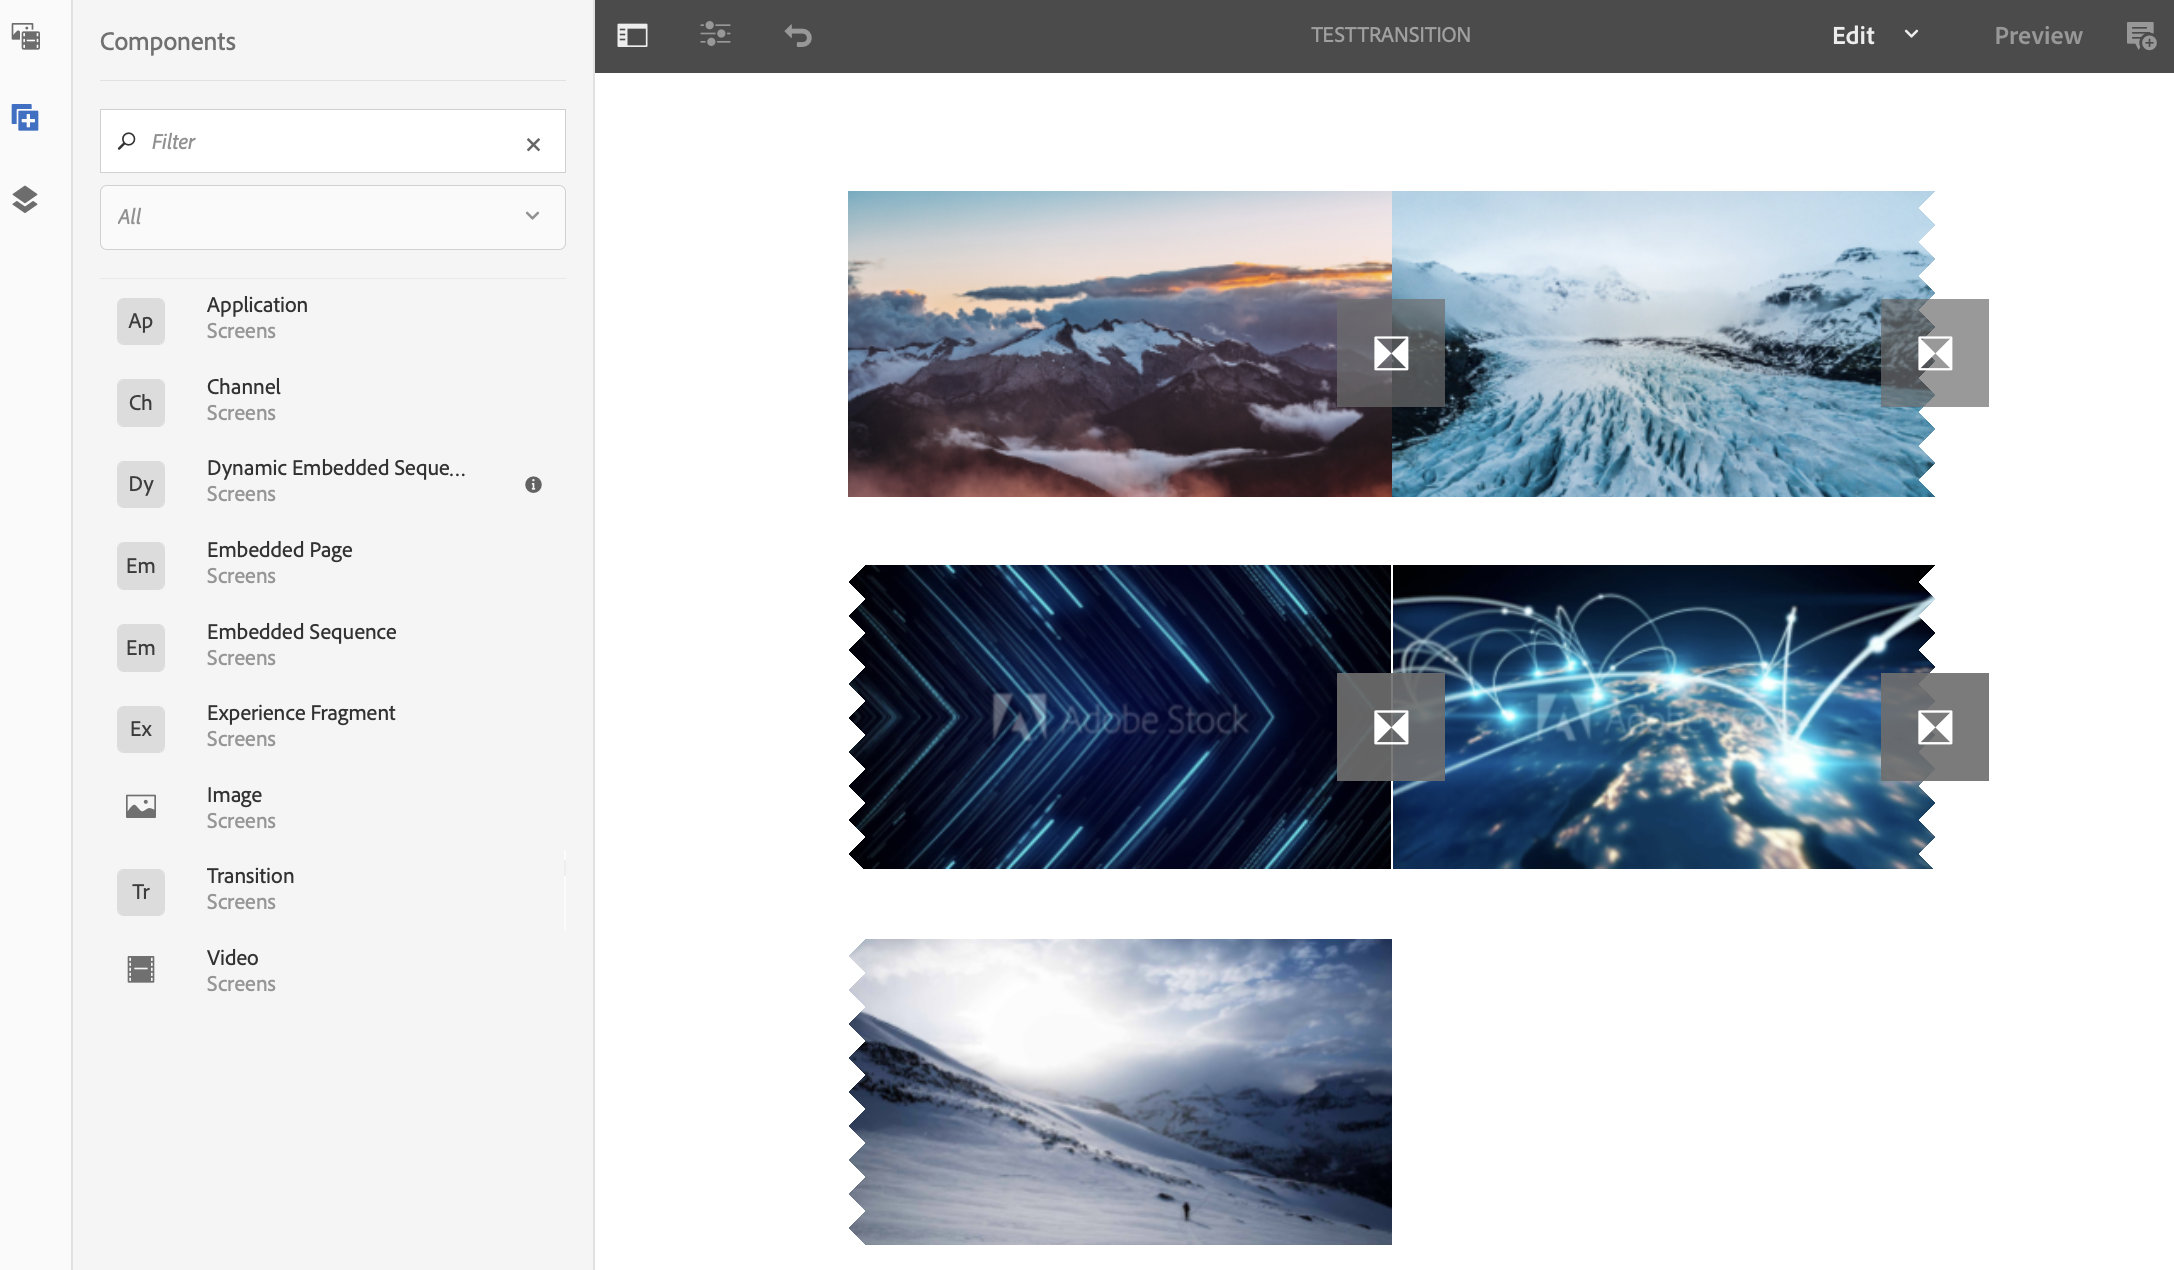 Components
TESTTRANSITION
Edit
Preview
Filter
All
Ap
Application
Screens
Ch
Channel
Screens
Dy
Dynamic Embedded Seque...
Screens
Em
Embedded Page
Screens
Em
Embedded Sequence
Screens
Ex
Experience Fragment
Screens
Image
Screens
Tr
Transition
Screens
Video
Screens
Adobe Stock